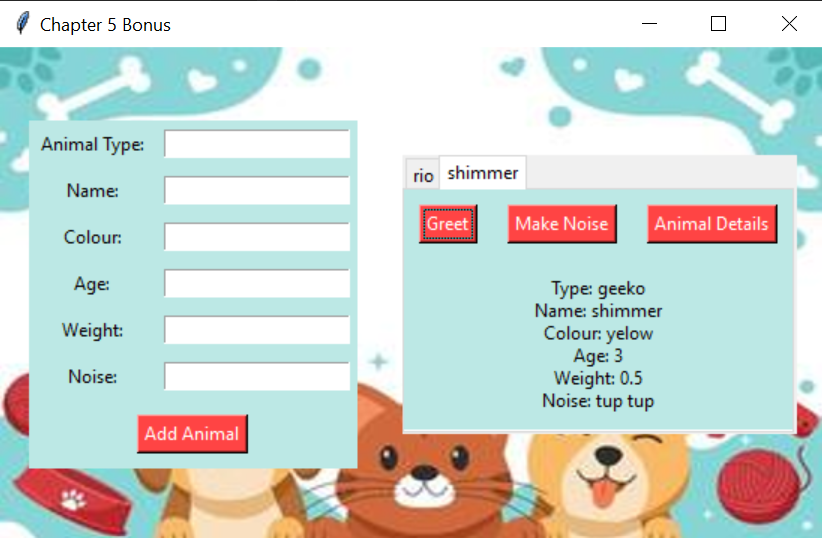 Chapter 5 Bonus
Animal Type:
Name:
Colour:
Age:
Weight:
Noise:
Add Animal
rio shimmer
Greet Make Noise Animal Details
Type: geeko
Name: shimmer
Colour: yelow
Age: 3
Weight: 0.5
Noise: tup tup